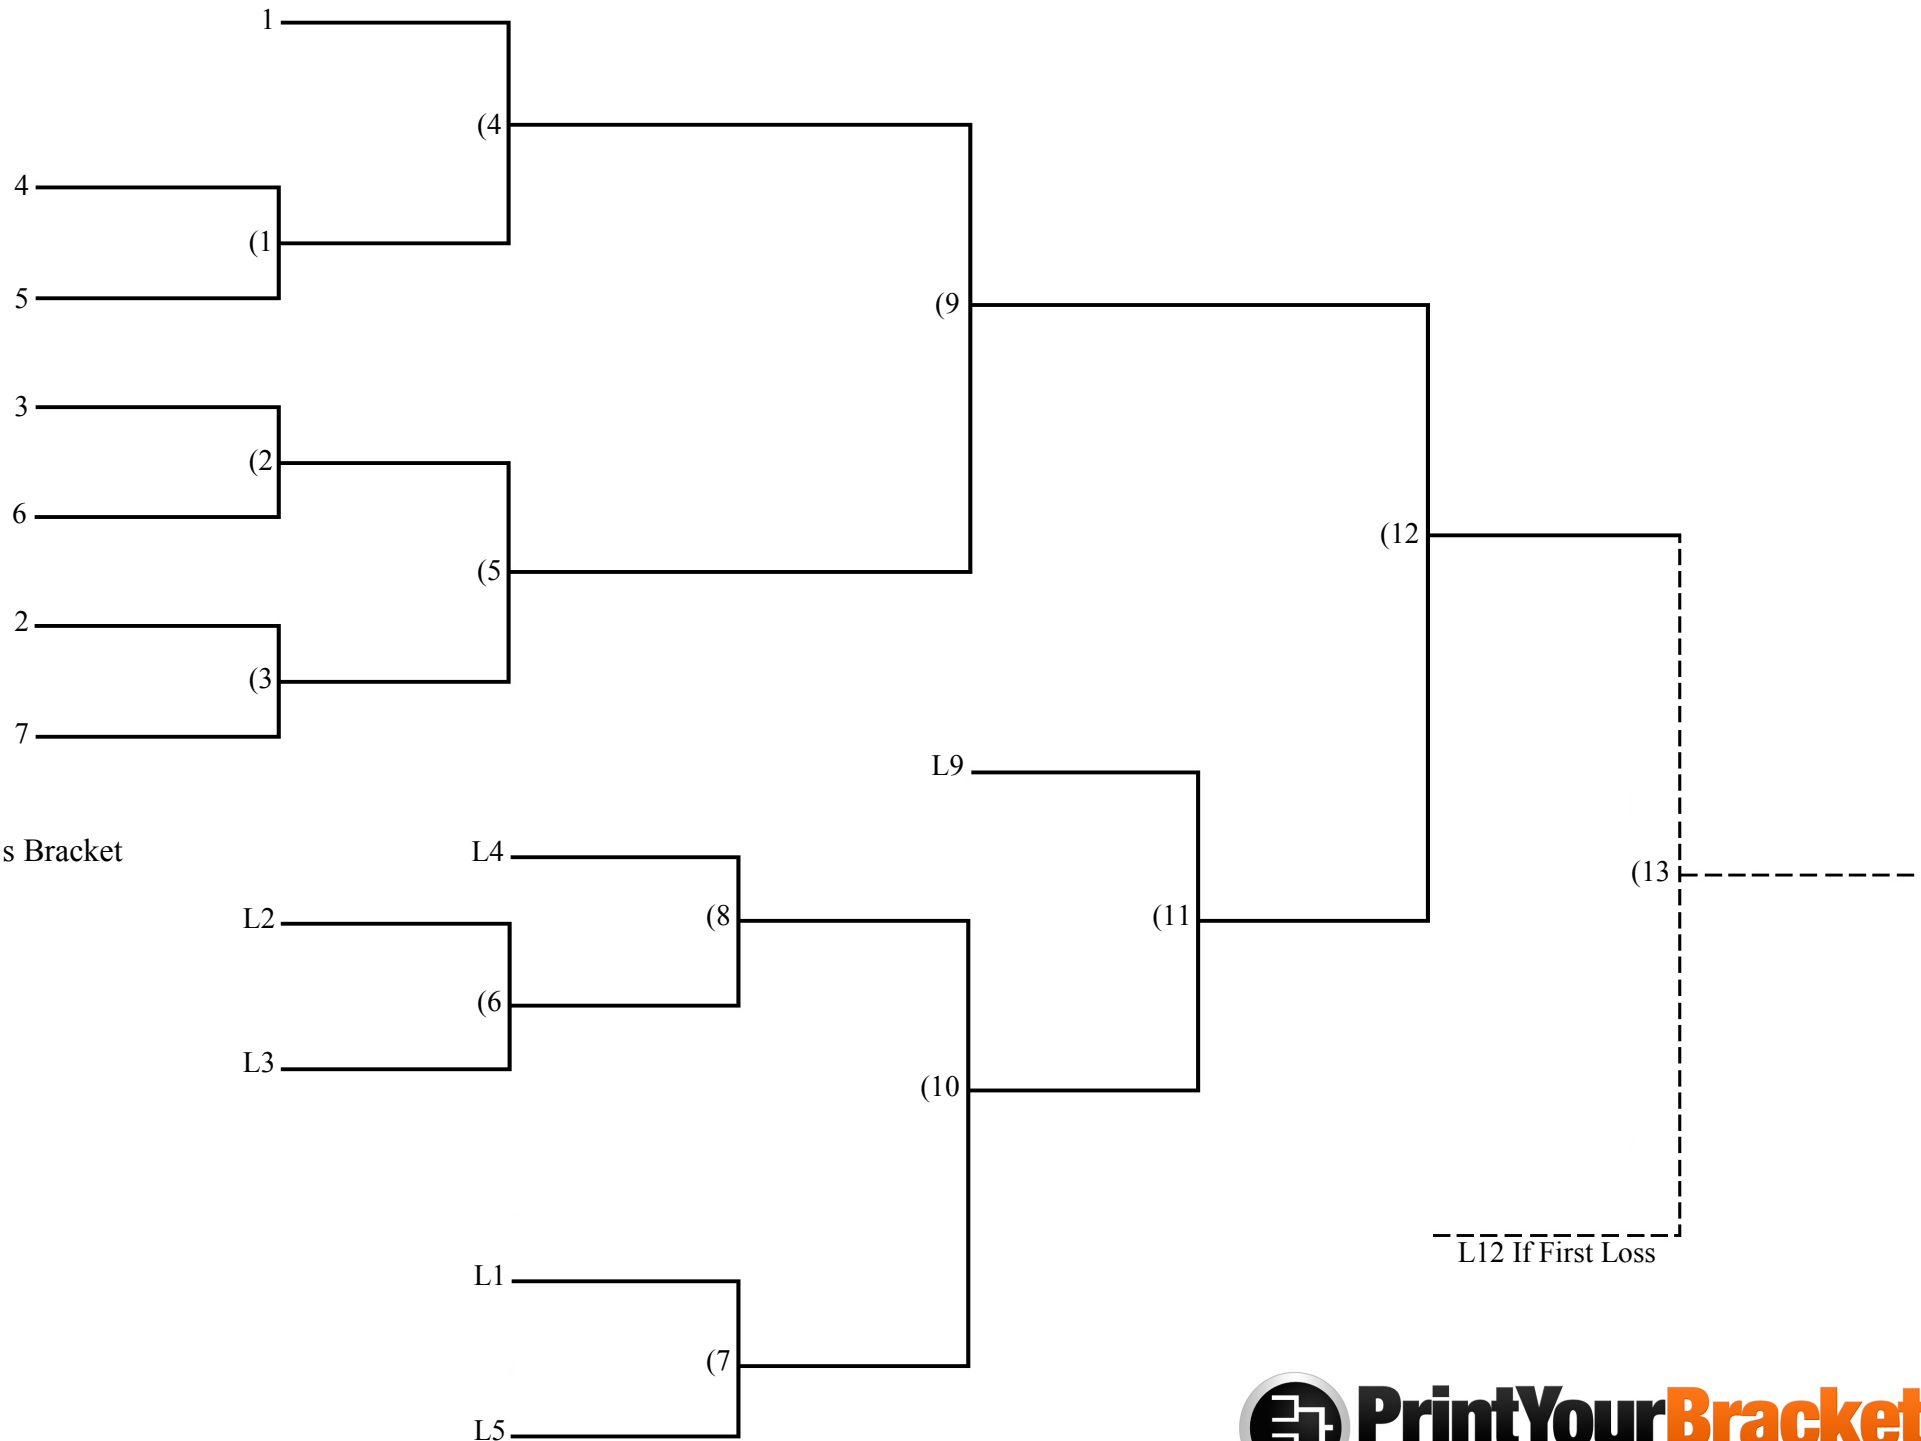 1
(4
4
(1
5
(9
3
(2
6
(12
(5
2
(3
7
L9
s Bracket
L4
(13
L2
(8
(11
(6
L3
(10
L12 If First Loss
L1
(7
L5
PrintYourBracket